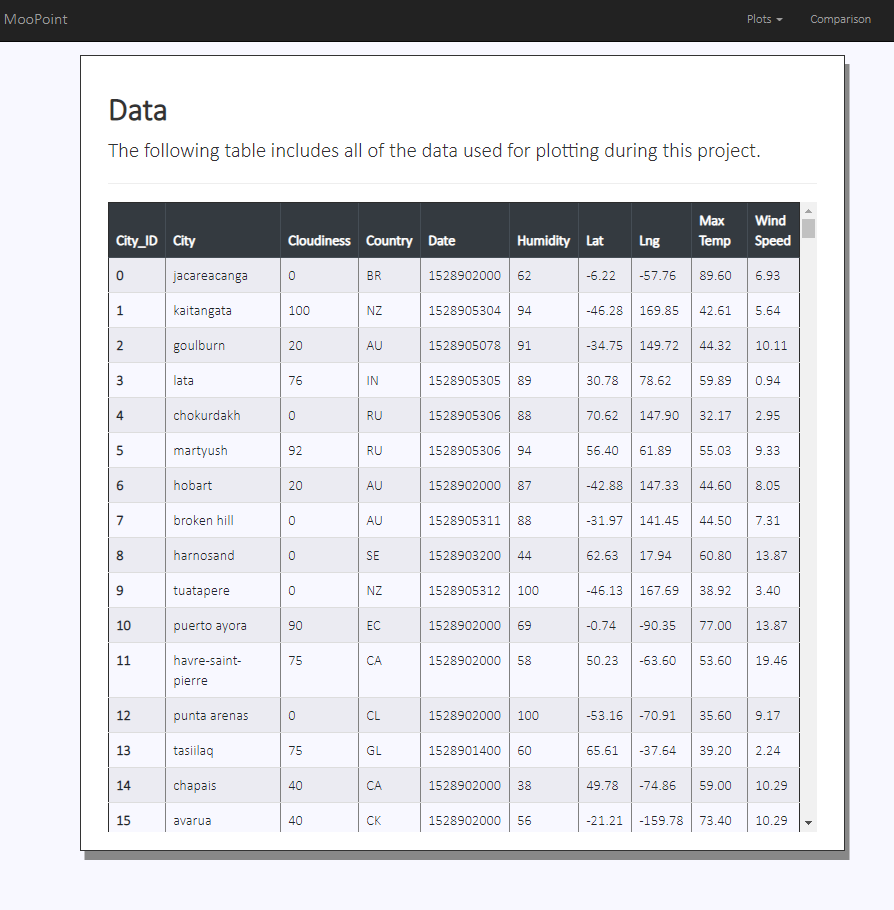 MooPoint Plots Comparison
Data
The following table includes all of the data used for plotting during this project.
City_ID City Cloudiness Country Date Humidity Lat Lng Max Temp Wind Speed
0 jacareacanga 0 BR 1528902000 62 -6.22 -57.76 89.60 6.93
1 kaitangata 100 NZ 1528905304 94 -46.28 169.85 42.61 5.64
2 goulburn 20 AU 1528905078 91 -34.75 149.72 44.32 10.11
3 lata 76 IN 1528905305 89 30.78 78.62 59.89 0.94
4 chokurdakh 0 RU 1528905306 88 70.62 147.90 32.17 2.95
5 martyush 92 RU 1528905306 94 56.40 61.89 55.03 9.33
6 hobart 20 AU 1528902000 87 -42.88 147.33 44.60 8.05
7 broken hill 0 AU 1528905311 88 -31.97 141.45 44.50 7.31
8 harnosand 0 SE 1528903200 44 62.63 17.94 60.80 13.87
9 tuatapere 0 NZ 1528905312 100 -46.13 167.69 38.92 3.40
10 puerto ayora 90 EC 1528902000 69 -0.74 -90.35 77.00 13.87
11 havre-saint-pierre 75 CA 1528902000 58 50.23 -63.60 53.60 19.46
12 punta arenas 0 CL 1528902000 100 -53.16 -70.91 35.60 9.17
13 tasiilaq 75 GL 1528901400 60 65.61 -37.64 39.20 2.24
14 chapais 40 CA 1528902000 38 49.78 -74.86 59.00 10.29
15 avarua 40 CK 1528902000 56 -21.21 -159.78 73.40 10.29